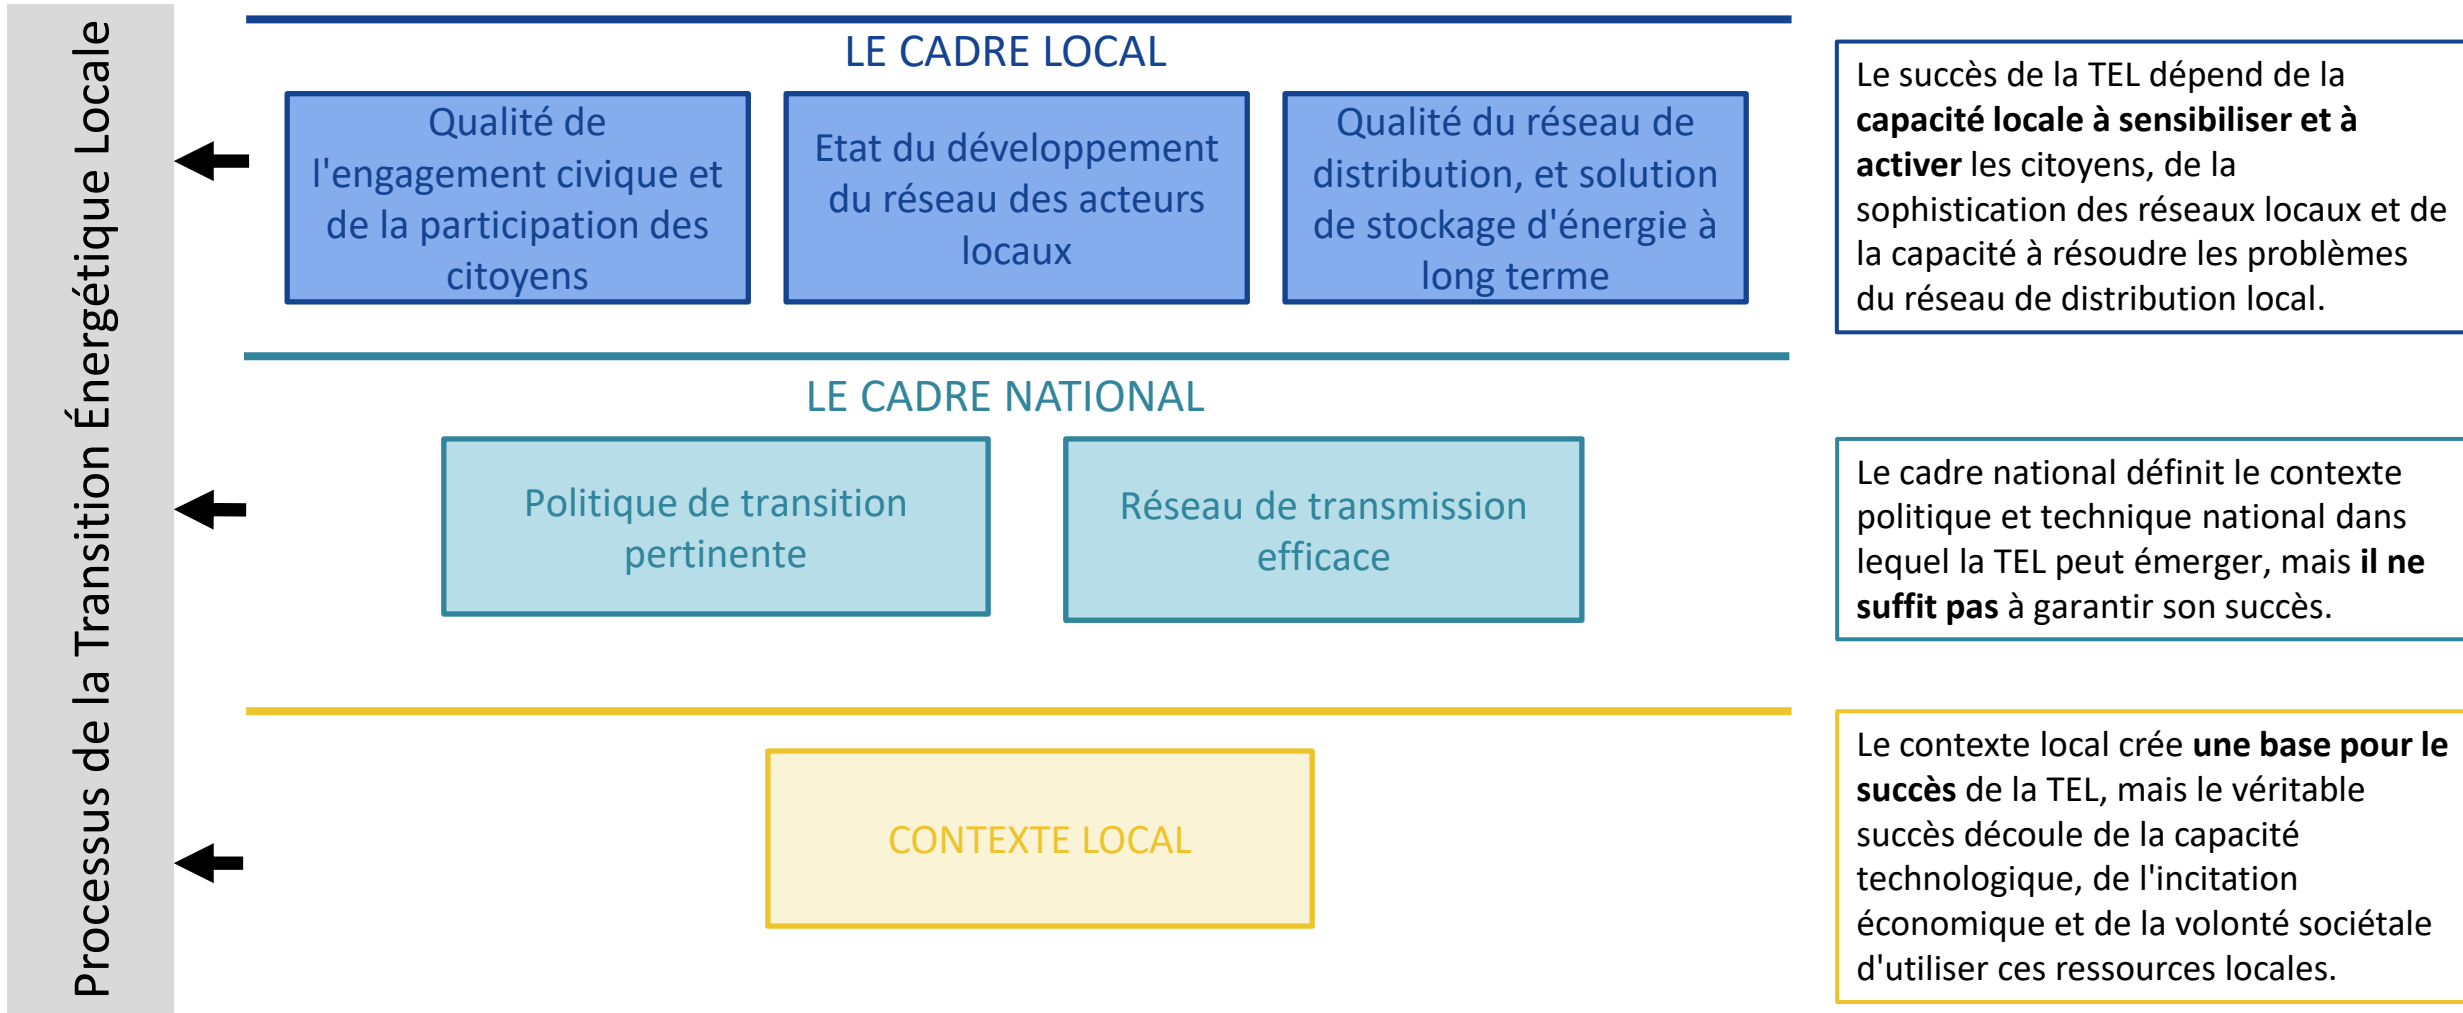 Processus de la Transition Énergétique Locale
LE CADRE LOCAL
Qualité de
l'engagement civique et
de la participation des
citoyens
Etat du développement
du réseau des acteurs
locaux
Qualité du réseau de
distribution, et solution
de stockage d'énergie à
long terme
Le succès de la TEL dépend de la
capacité locale à sensibiliser et à
activer les citoyens, de la
sophistication des réseaux locaux et de
la capacité à résoudre les problèmes
du réseau de distribution local.
LE CADRE NATIONAL
Politique de transition
pertinente
Réseau de transmission
efficace
Le cadre national définit le contexte
politique et technique national dans
lequel la TEL peut émerger, mais il ne
suffit pas à garantir son succès.
CONTEXTE LOCAL
Le contexte local crée une base pour le
succès de la TEL, mais le véritable
succès découle de la capacité
technologique, de l'incitation
économique et de la volonté sociétale
d'utiliser ces ressources locales.